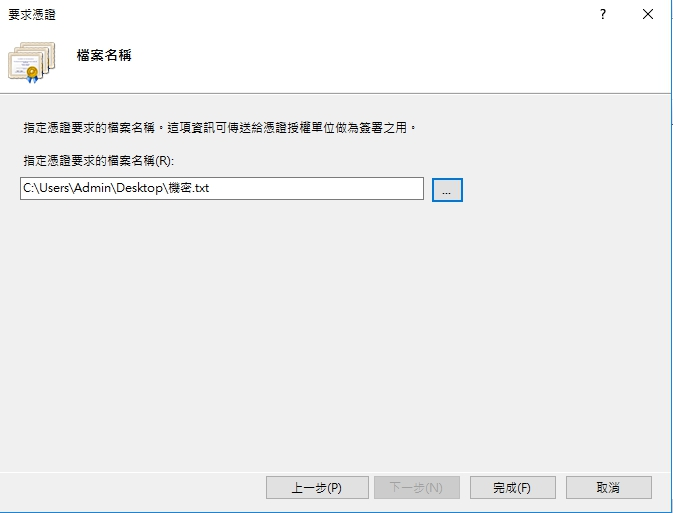 要求憑證
?
檔案名稱
指定憑證要求的檔案名稱。這項資訊可傳送給憑證授權單位做為簽署之用。
指定憑證要求的檔案名稱(R):
C:\Users\Admin\Desktop\機密.txt
...
上一步(P)
下一步(N)
完成(F)
取消